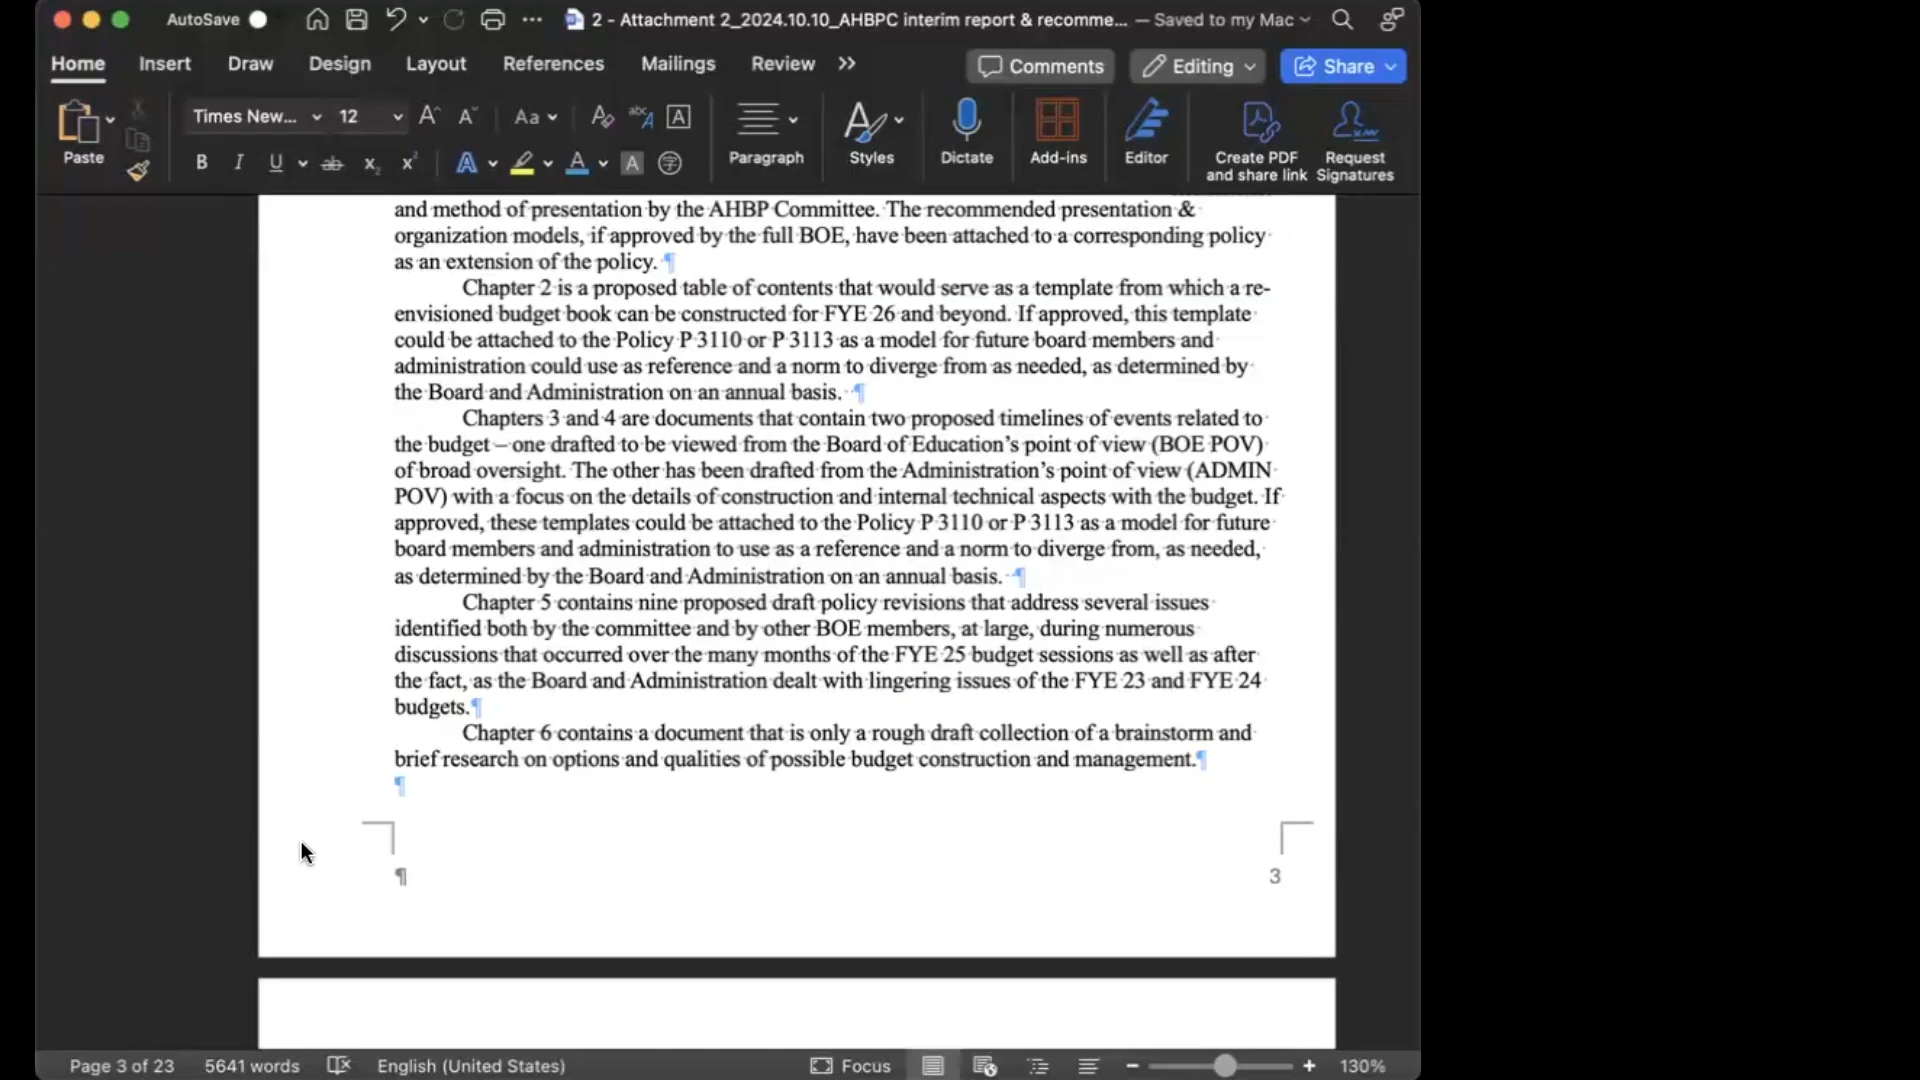 AutoSave
2 - Attachment 2_2024.10.10_AHBPC interim report & recomme... — Saved to my Mac
Home Insert Draw Design Layout References Mailings Review >> Comments Editing Share
Paste
Times New... 12 A^ A˅ Aa A abc A A
B I U ab x₂ x² A A A 字
Paragraph Styles Dictate Add-ins Editor Create PDF and share link Request Signatures
and method of presentation by the AHBP Committee. The recommended presentation &
organization models, if approved by the full BOE, have been attached to a corresponding policy
as an extension of the policy. ¶
Chapter 2 is a proposed table of contents that would serve as a template from which a re-
envisioned budget book can be constructed for FYE 26 and beyond. If approved, this template
could be attached to the Policy P 3110 or P 3113 as a model for future board members and
administration could use as reference and a norm to diverge from as needed, as determined by
the Board and Administration on an annual basis. ¶
Chapters 3 and 4 are documents that contain two proposed timelines of events related to
the budget – one drafted to be viewed from the Board of Education’s point of view (BOE POV)
of broad oversight. The other has been drafted from the Administration’s point of view (ADMIN
POV) with a focus on the details of construction and internal technical aspects with the budget. If
approved, these templates could be attached to the Policy P 3110 or P 3113 as a model for future
board members and administration to use as a reference and a norm to diverge from, as needed,
as determined by the Board and Administration on an annual basis. ¶
Chapter 5 contains nine proposed draft policy revisions that address several issues
identified both by the committee and by other BOE members, at large, during numerous
discussions that occurred over the many months of the FYE 25 budget sessions as well as after
the fact, as the Board and Administration dealt with lingering issues of the FYE 23 and FYE 24
budgets.¶
Chapter 6 contains a document that is only a rough draft collection of a brainstorm and
brief research on options and qualities of possible budget construction and management.¶
¶
¶ 3
Page 3 of 23 5641 words English (United States) Focus 130%